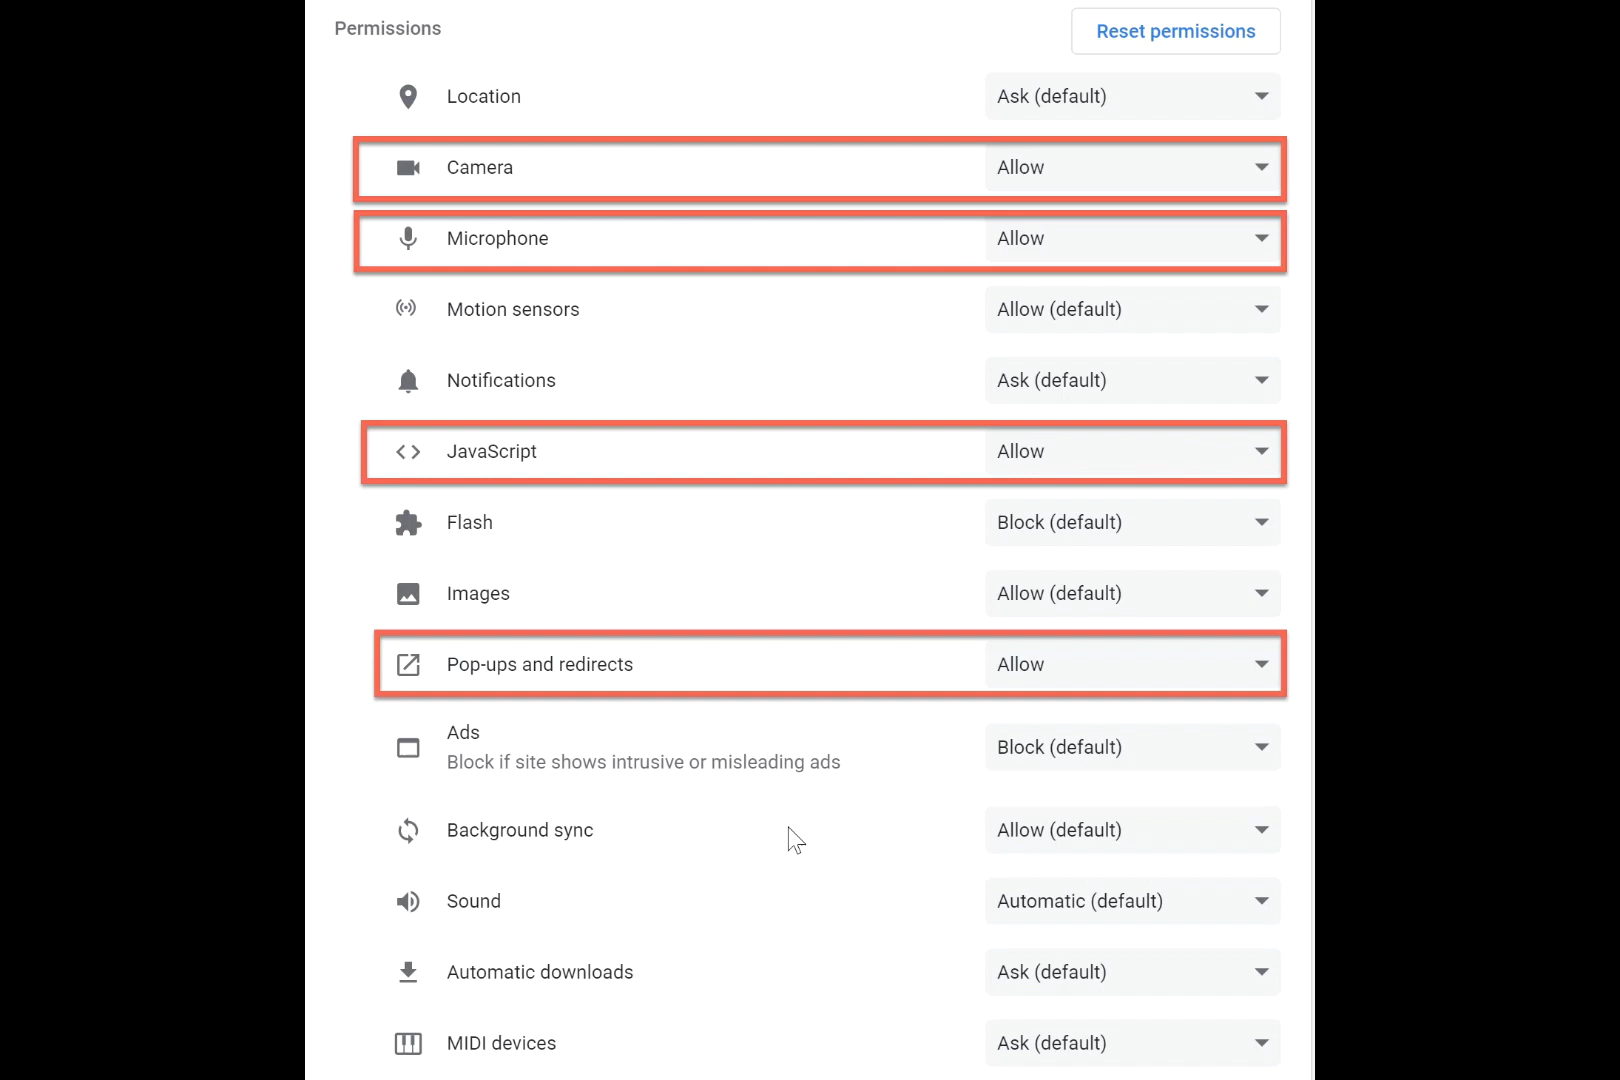 Permissions
Reset permissions
Location
Ask (default)
Camera
Allow
Microphone
Allow
Motion sensors
Allow (default)
Notifications
Ask (default)
JavaScript
Allow
Flash
Block (default)
Images
Allow (default)
Pop-ups and redirects
Allow
Ads
Block if site shows intrusive or misleading ads
Block (default)
Background sync
Allow (default)
Sound
Automatic (default)
Automatic downloads
Ask (default)
MIDI devices
Ask (default)